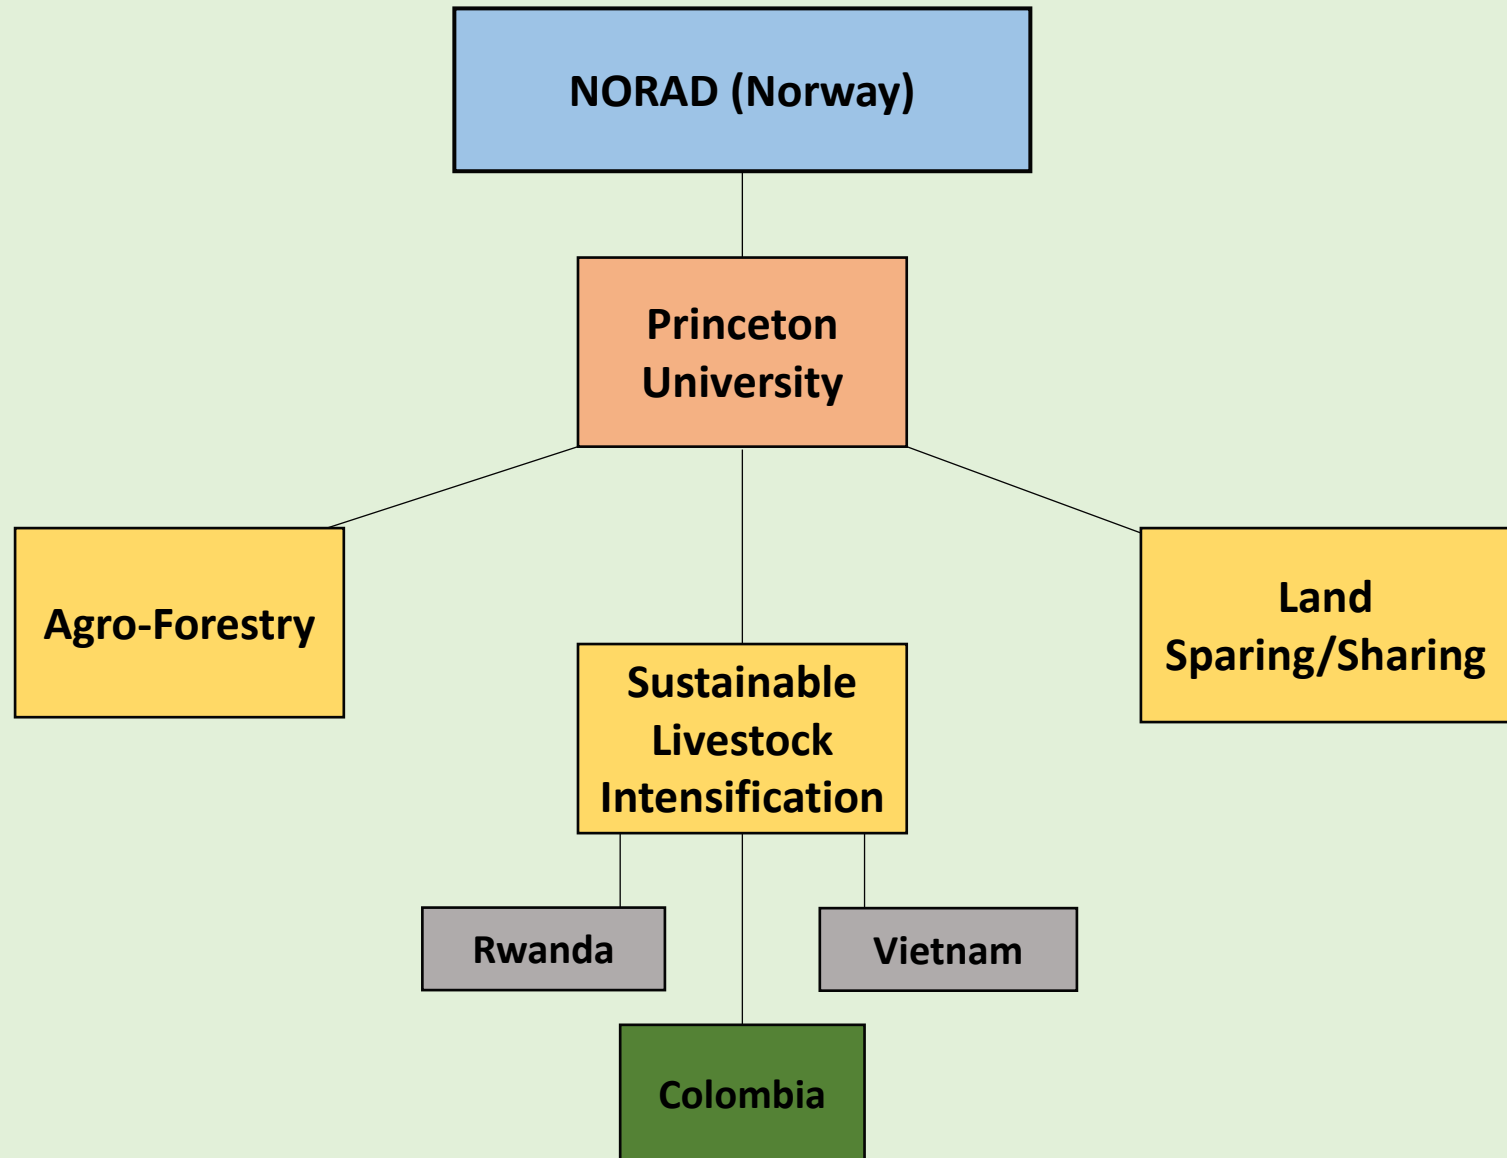 NORAD (Norway)
Princeton
University
Agro-Forestry
Land
Sparing/Sharing
Sustainable
Livestock
Intensification
Rwanda
Vietnam
Colombia